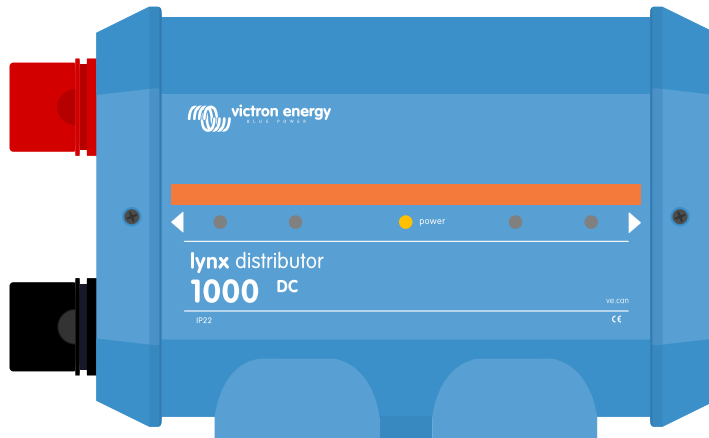 victron energy
BLUE POWER
power
lynx distributor
1000 DC
ve.can
IP22
CE